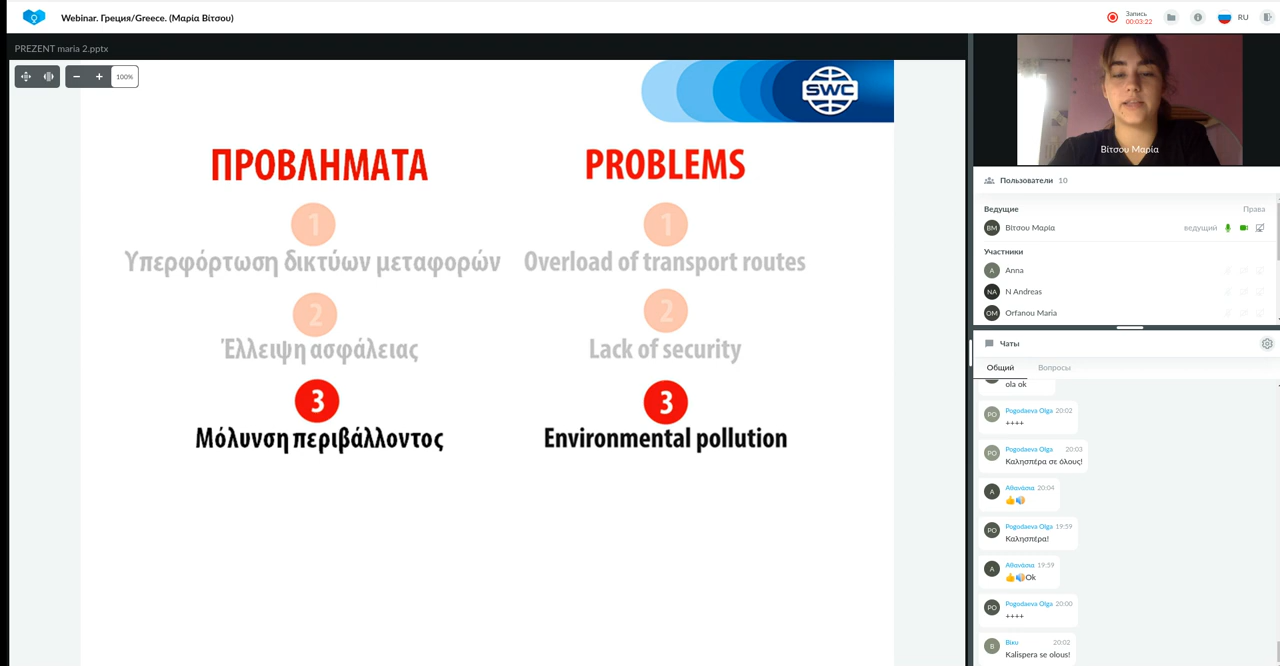 Webinar. Греция/Greece. (Μαρία Βίτσου)
Запись
00:03:22
RU
PREZENT maria 2.pptx
100%
SWC
ΠΡΟΒΛΗΜΑΤΑ
1
Υπερφόρτωση δικτύων μεταφορών
2
Έλλειψη ασφάλειας
3
Μόλυνση περιβάλλοντος
PROBLEMS
1
Overload of transport routes
2
Lack of security
3
Environmental pollution
Βίτσου Μαρία
Пользователи 10
Ведущие Права
ВМ Βίτσου Μαρία ведущий
Участники
A Anna
NA N Andreas
OM Orfanou Maria
Чаты
Общий Вопросы
ola ok
PO Pogodaeva Olga 20:02
++++
PO Pogodaeva Olga 20:03
Καλησπέρα σε όλους!
Α Αθανάσια 20:04
👍
PO Pogodaeva Olga 19:59
Καλησπέρα!
Α Αθανάσια 19:59
👍Ok
PO Pogodaeva Olga 20:00
++++
B Bixu 20:02
Kalispera se olous!